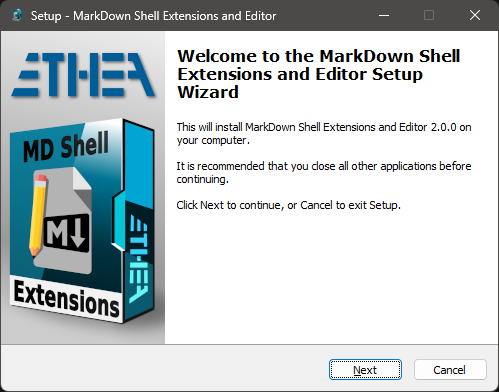 Setup - MarkDown Shell Extensions and Editor
ETHEA
Welcome to the MarkDown Shell
Extensions and Editor Setup
Wizard
This will install MarkDown Shell Extensions and Editor 2.0.0 on
your computer.
It is recommended that you close all other applications before
continuing.
Click Next to continue, or Cancel to exit Setup.
MD Shell
M
ETHEA
Extensions
Next
Cancel